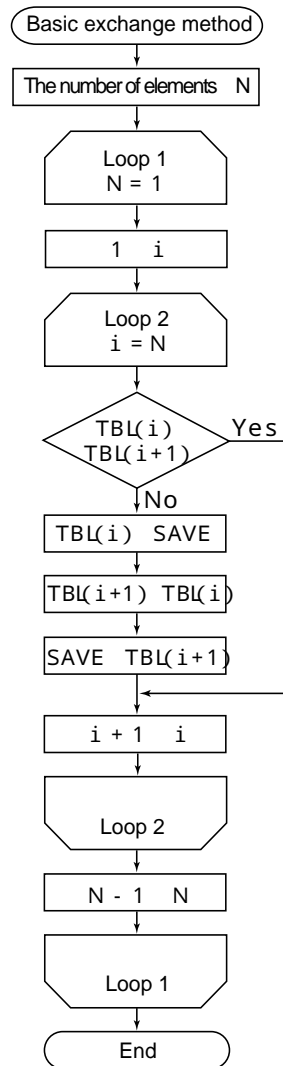 Basic exchange method
The number of elements N
Loop 1
N = 1
1 i
Loop 2
i = N
TBL(i)
TBL(i+1)
Yes
No
TBL(i) SAVE
TBL(i+1) TBL(i)
SAVE TBL(i+1)
i + 1 i
Loop 2
N - 1 N
Loop 1
End